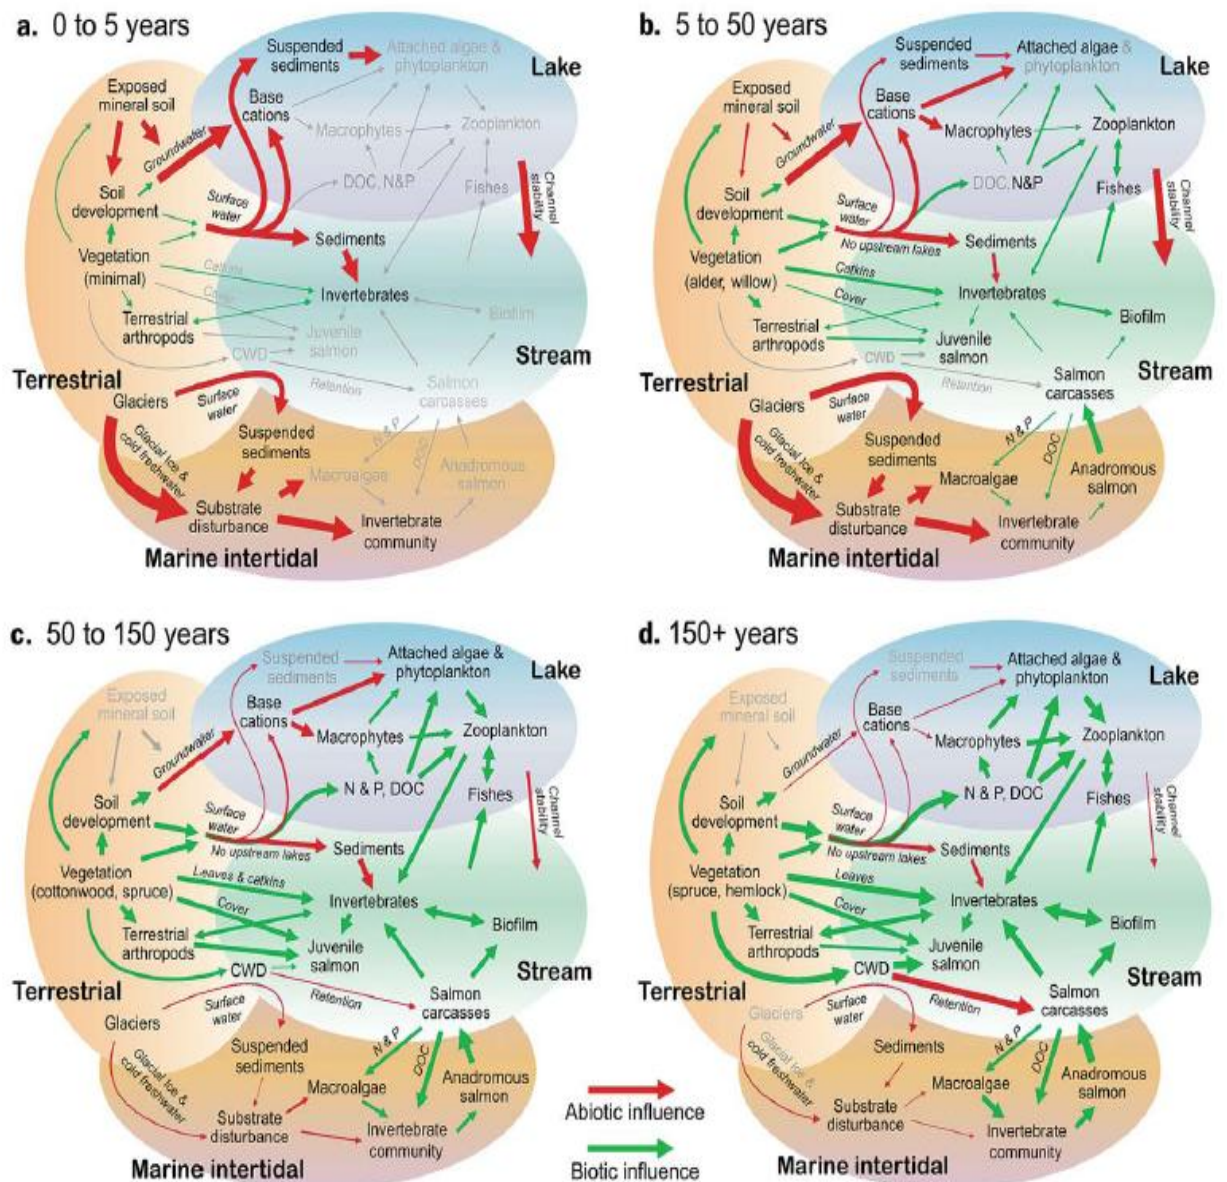 a. 0 to 5 years
Suspended
sediments
Attached algae &
phytoplankton
Lake
Exposed
mineral soil
Base
cations
Groundwater
Macrophytes
Zooplankton
DOC, N&P
Fishes
Channel
stability
Soil
development
Surface
water
Sediments
Vegetation
(minimal)
Catkins
Cover
Invertebrates
Terrestrial
arthropods
Juvenile
salmon
Biofilm
CWD
Stream
Retention
Terrestrial
Glaciers
Surface
water
Salmon
carcasses
Glacial Ice &
cold freshwater
Suspended
sediments
N & P
DOC
Macroalgae
Anadromous
salmon
Substrate
disturbance
Invertebrate
community
Marine intertidal
b. 5 to 50 years
Suspended
sediments
Attached algae &
phytoplankton
Lake
Exposed
mineral soil
Base
cations
Groundwater
Macrophytes
Zooplankton
DOC, N&P
Fishes
Channel
stability
Soil
development
Surface
water
No upstream lakes
Sediments
Vegetation
(alder, willow)
Catkins
Cover
Invertebrates
Terrestrial
arthropods
Juvenile
salmon
Biofilm
CWD
Stream
Retention
Terrestrial
Glaciers
Surface
water
Salmon
carcasses
Glacial Ice &
cold freshwater
Suspended
sediments
N & P
DOC
Macroalgae
Anadromous
salmon
Substrate
disturbance
Invertebrate
community
Marine intertidal
c. 50 to 150 years
Suspended
sediments
Attached algae &
phytoplankton
Lake
Exposed
mineral soil
Base
cations
Groundwater
Macrophytes
Zooplankton
N & P, DOC
Fishes
Channel
stability
Soil
development
Surface
water
No upstream lakes
Sediments
Vegetation
(cottonwood, spruce)
Leaves & catkins
Cover
Invertebrates
Terrestrial
arthropods
Juvenile
salmon
Biofilm
CWD
Stream
Retention
Terrestrial
Glaciers
Surface
water
Salmon
carcasses
Glacial Ice &
cold freshwater
Suspended
sediments
N & P
DOC
Macroalgae
Anadromous
salmon
Substrate
disturbance
Invertebrate
community
Marine intertidal
d. 150+ years
Suspended
sediments
Attached algae &
phytoplankton
Lake
Exposed
mineral soil
Base
cations
Groundwater
Macrophytes
Zooplankton
N & P, DOC
Fishes
Channel
stability
Soil
development
Surface
water
No upstream lakes
Sediments
Vegetation
(spruce, hemlock)
Leaves
Cover
Invertebrates
Terrestrial
arthropods
Juvenile
salmon
Biofilm
CWD
Stream
Retention
Terrestrial
Glaciers
Surface
water
Salmon
carcasses
Glacial Ice &
cold freshwater
Sediments
N & P
DOC
Macroalgae
Anadromous
salmon
Substrate
disturbance
Invertebrate
community
Marine intertidal
Abiotic influence
Biotic influence